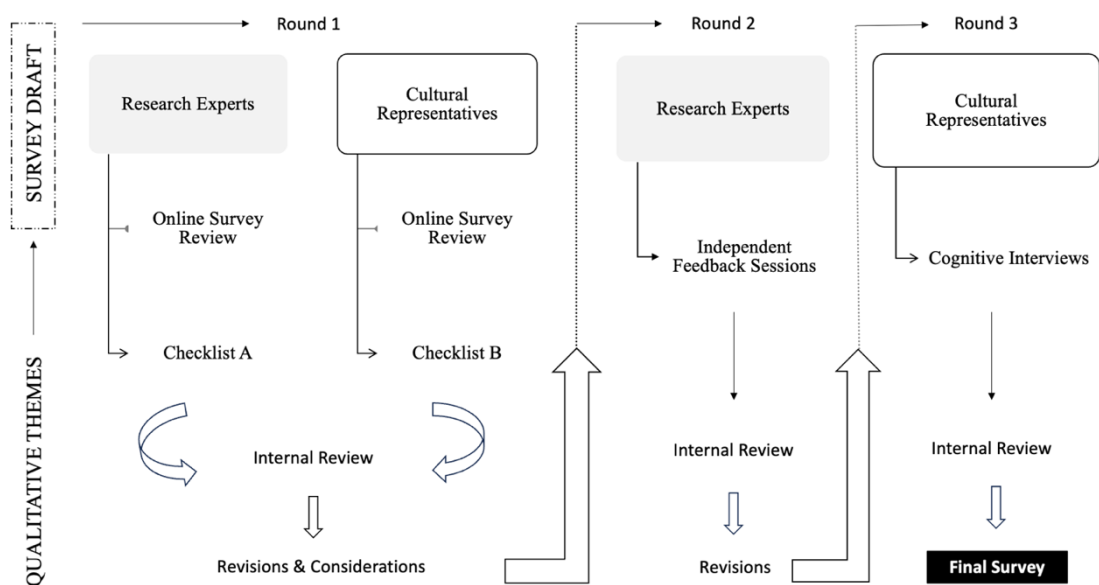 QUALITATIVE THEMES
SURVEY DRAFT
Round 1
Research Experts
Online Survey
Review
Checklist A
Cultural
Representatives
Online Survey
Review
Checklist B
Internal Review
Revisions & Considerations
Round 2
Research Experts
Independent
Feedback Sessions
Internal Review
Revisions
Round 3
Cultural
Representatives
Cognitive Interviews
Internal Review
Final Survey